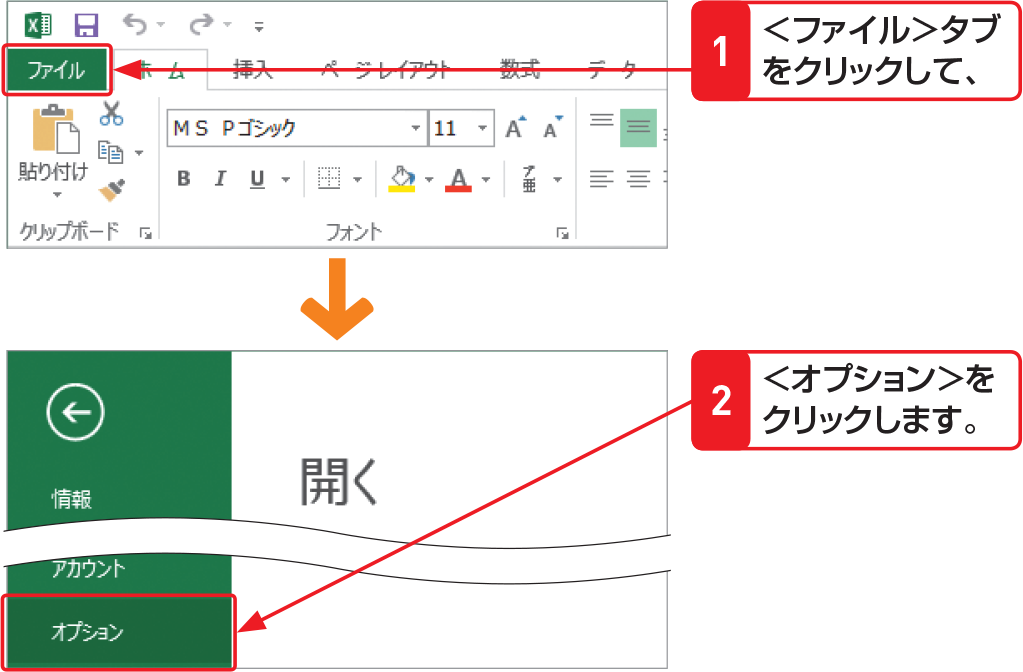 ファイル ホーム 挿入 ページレイアウト 数式 データ
1 <ファイル>タブ
をクリックして、
MS Pゴシック 11 A A
貼り付け B I U A ア亜
クリップボード フォント
開く
情報
アカウント
オプション
2 <オプション>を
クリックします。